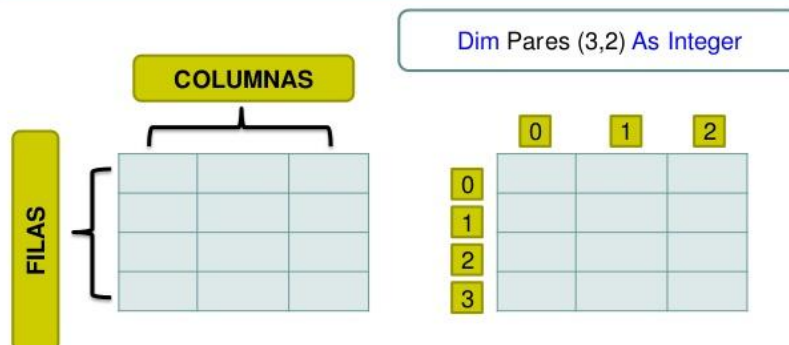 Dim Pares (3,2) As Integer
COLUMNAS
0 1 2
FILAS
0
1
2
3